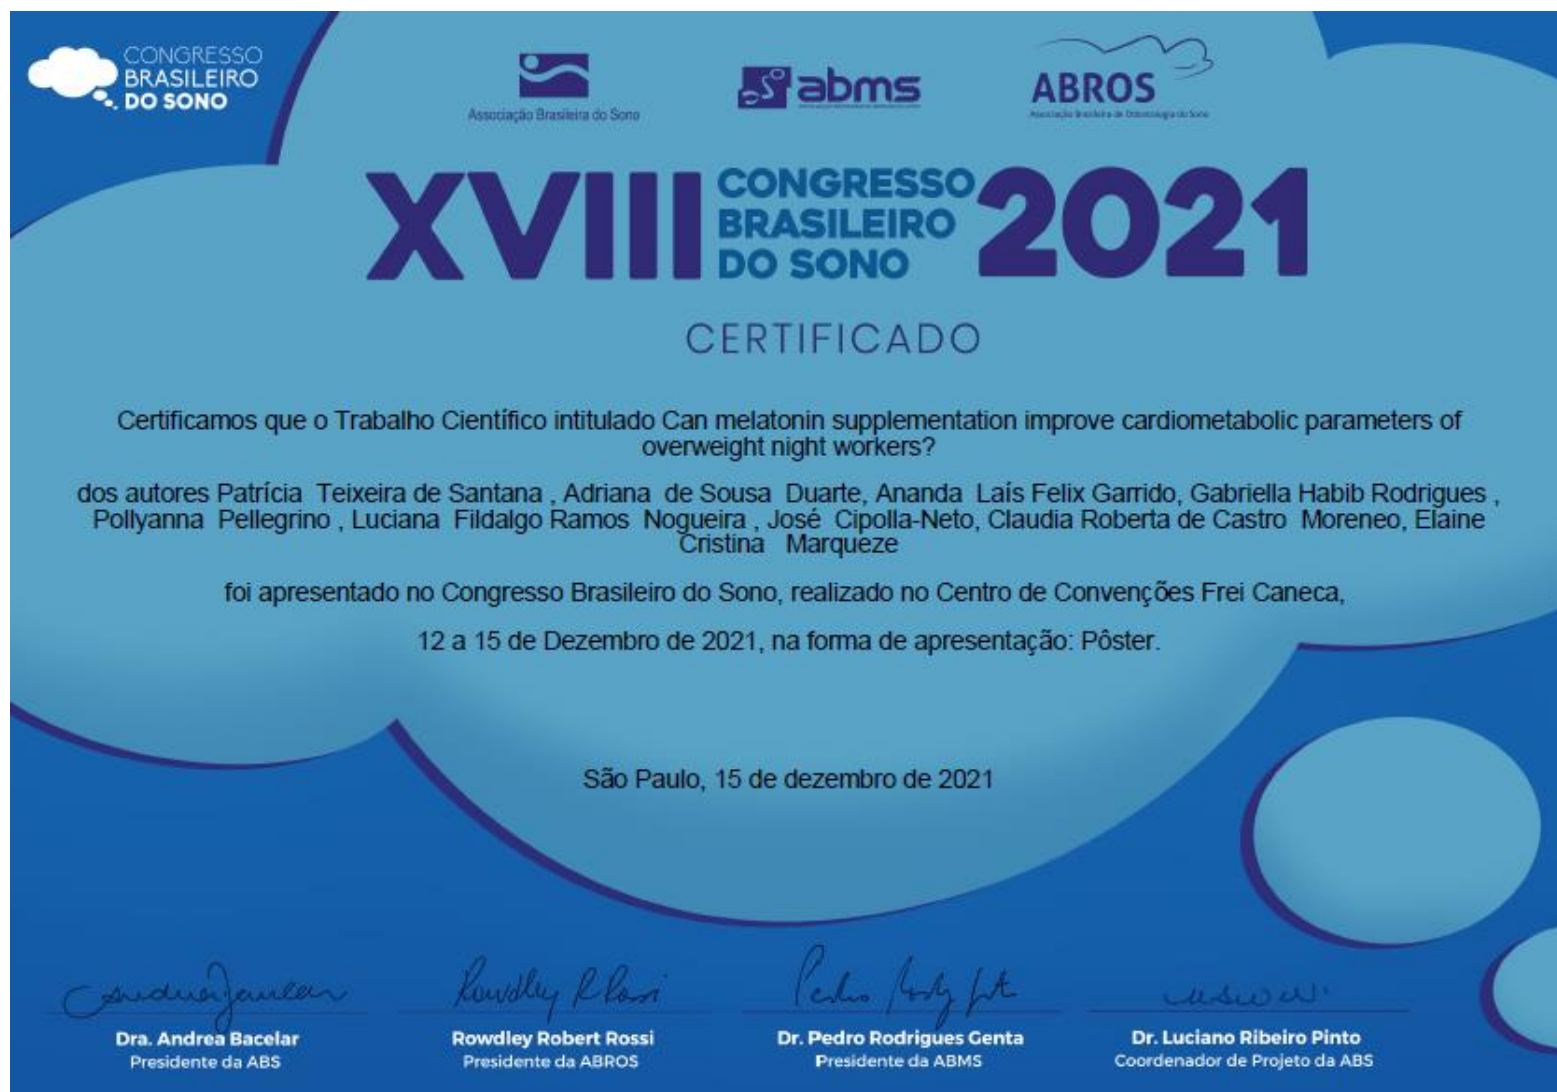 CONGRESSO
BRASILEIRO
DO SONO
Associação Brasileira do Sono
abms
ABROS
Associação Brasileira de Odontologia do Sono
XVIII CONGRESSO BRASILEIRO DO SONO 2021
CERTIFICADO
Certificamos que o Trabalho Científico intitulado Can melatonin supplementation improve cardiometabolic parameters of
overweight night workers?
dos autores Patrícia Teixeira de Santana , Adriana de Sousa Duarte, Ananda Laís Felix Garrido, Gabriella Habib Rodrigues ,
Pollyanna Pellegrino , Luciana Fildalgo Ramos Nogueira , José Cipolla-Neto, Claudia Roberta de Castro Moreneo, Elaine
Cristina Marqueze
foi apresentado no Congresso Brasileiro do Sono, realizado no Centro de Convenções Frei Caneca,
12 a 15 de Dezembro de 2021, na forma de apresentação: Pôster.
São Paulo, 15 de dezembro de 2021
Dra. Andrea Bacelar
Presidente da ABS
Rowdley Robert Rossi
Presidente da ABROS
Dr. Pedro Rodrigues Genta
Presidente da ABMS
Dr. Luciano Ribeiro Pinto
Coordenador de Projeto da ABS